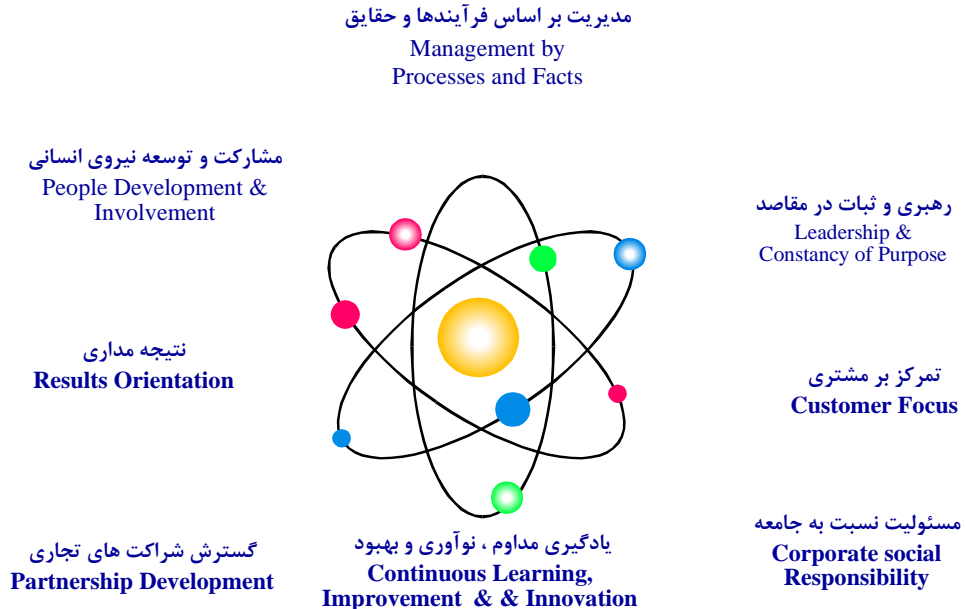 مدیریت بر اساس فرآیندها و حقایق
Management by
Processes and Facts
مشارکت و توسعه نیروی انسانی
People Development &
Involvement
رهبری و ثبات در مقاصد
Leadership &
Constancy of Purpose
نتیجه مداری
Results Orientation
تمرکز بر مشتری
Customer Focus
گسترش شراکت های تجاری
Partnership Development
یادگیری مداوم ، نوآوری و بهبود
Continuous Learning,
Improvement & & Innovation
مسئولیت نسبت به جامعه
Corporate social
Responsibility